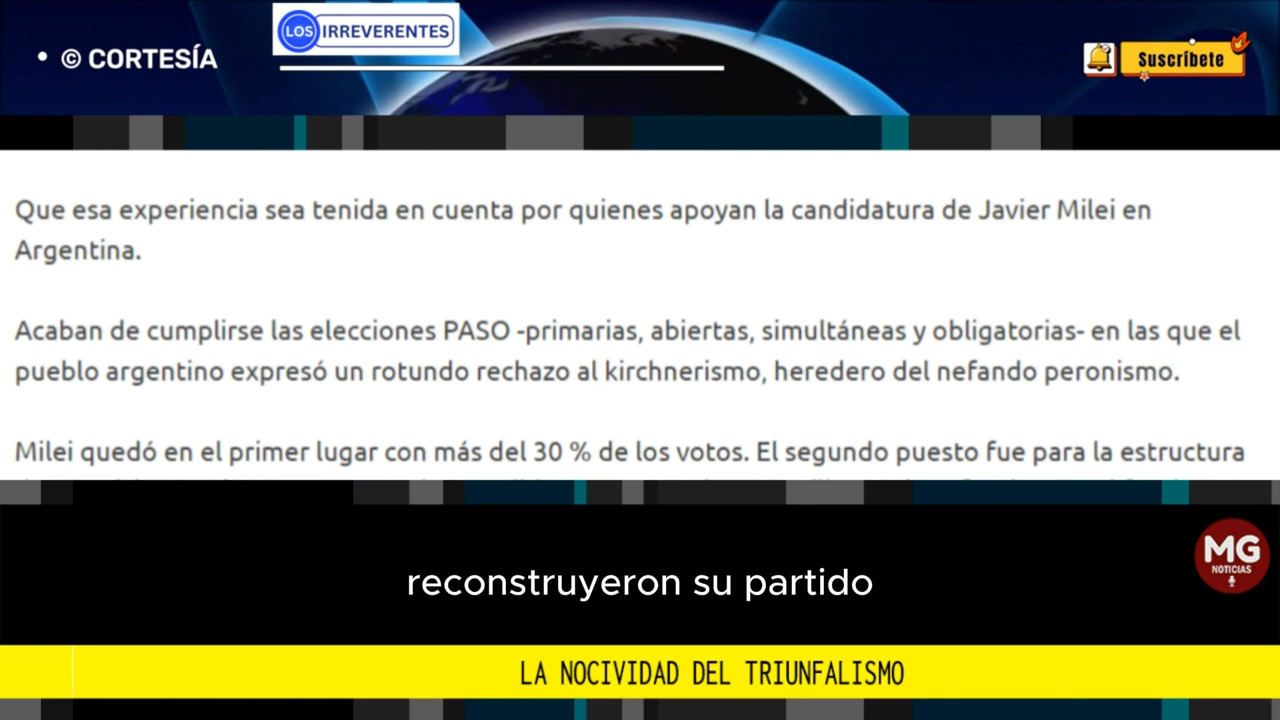 • © CORTESÍA
LOS IRREVERENTES
Suscríbete
Que esa experiencia sea tenida en cuenta por quienes apoyan la candidatura de Javier Milei en
Argentina.
Acaban de cumplirse las elecciones PASO -primarias, abiertas, simultáneas y obligatorias- en las que el
pueblo argentino expresó un rotundo rechazo al kirchnerismo, heredero del nefando peronismo.
Milei quedó en el primer lugar con más del 30 % de los votos. El segundo puesto fue para la estructura
MG
NOTICIAS
reconstruyeron su partido
LA NOCIVIDAD DEL TRIUNFALISMO